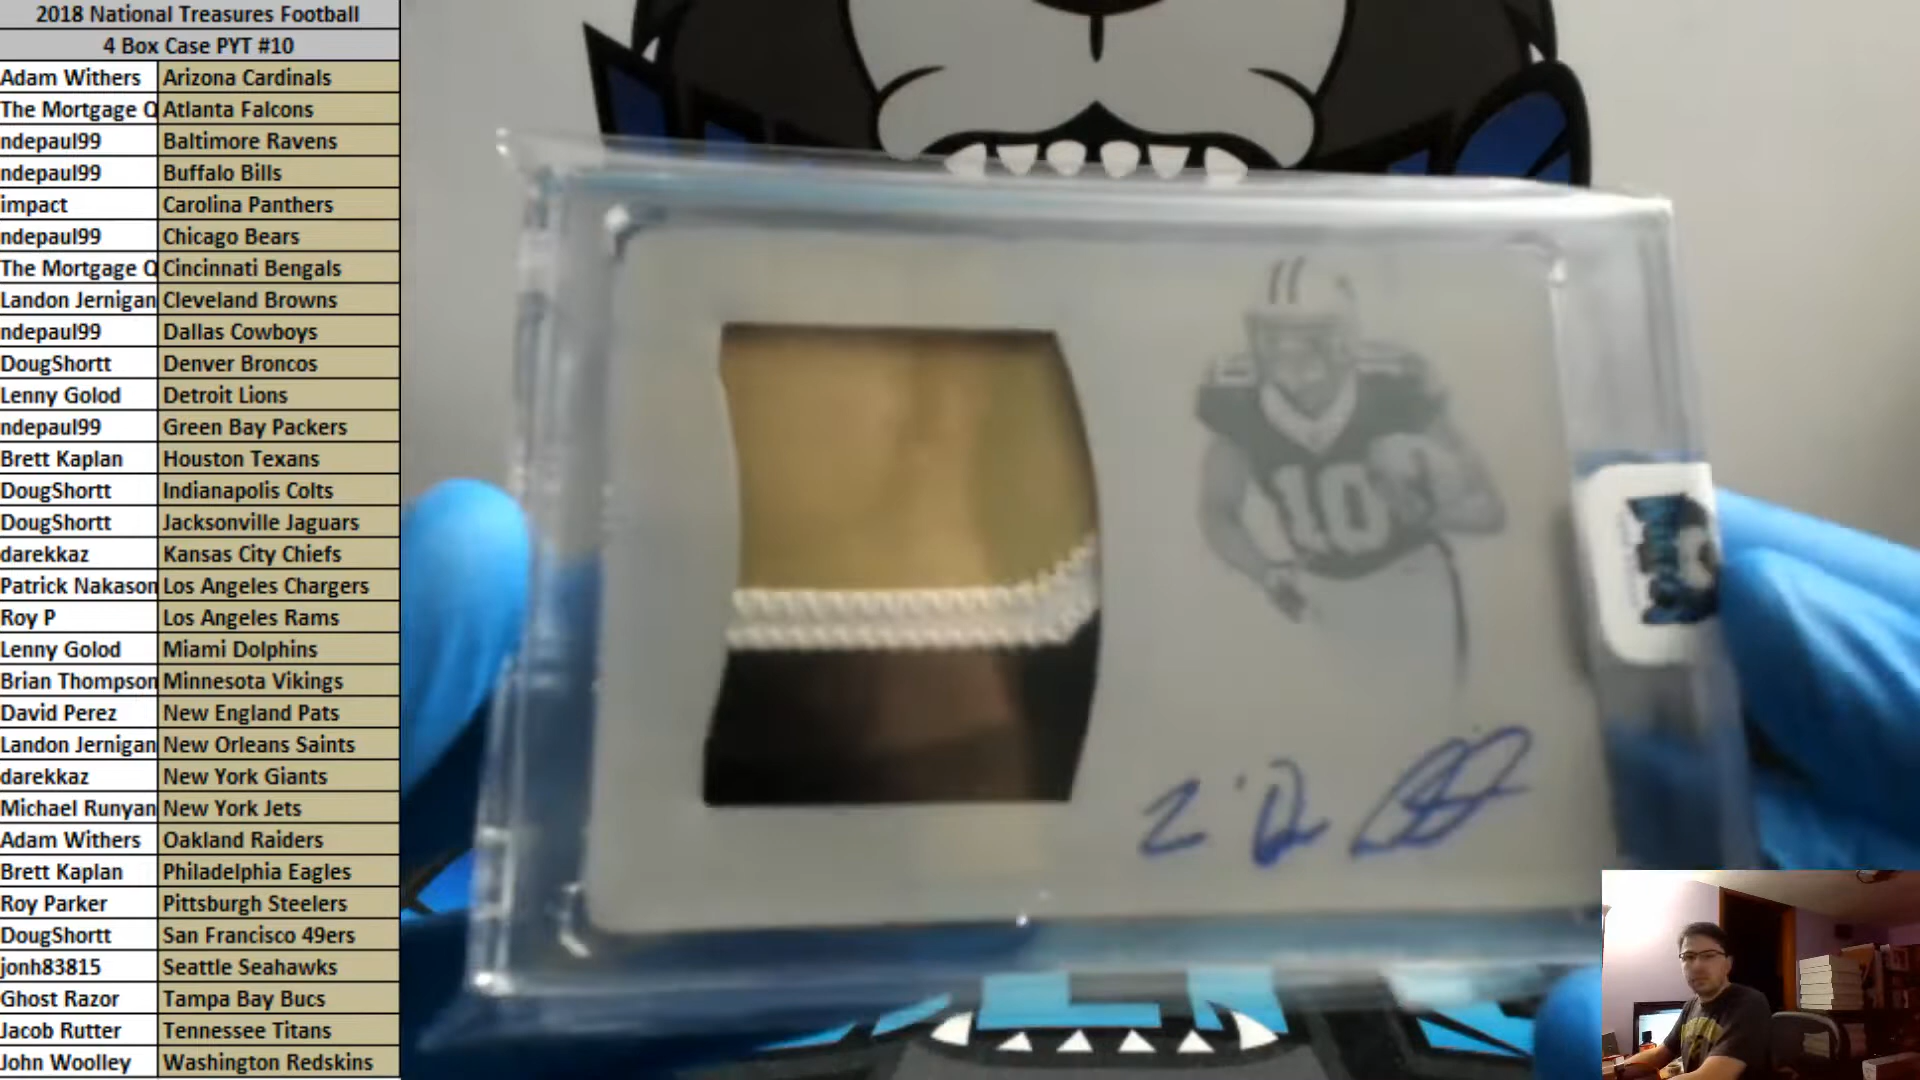 2018 National Treasures Football
4 Box Case PYT #10
Adam Withers Arizona Cardinals
The Mortgage Q Atlanta Falcons
ndepaul99 Baltimore Ravens
ndepaul99 Buffalo Bills
impact Carolina Panthers
ndepaul99 Chicago Bears
The Mortgage Q Cincinnati Bengals
Landon Jernigan Cleveland Browns
ndepaul99 Dallas Cowboys
DougShortt Denver Broncos
Lenny Golod Detroit Lions
ndepaul99 Green Bay Packers
Brett Kaplan Houston Texans
DougShortt Indianapolis Colts
DougShortt Jacksonville Jaguars
darekkaz Kansas City Chiefs
Patrick Nakason Los Angeles Chargers
Roy P Los Angeles Rams
Lenny Golod Miami Dolphins
Brian Thompson Minnesota Vikings
David Perez New England Pats
Landon Jernigan New Orleans Saints
darekkaz New York Giants
Michael Runyan New York Jets
Adam Withers Oakland Raiders
Brett Kaplan Philadelphia Eagles
Roy Parker Pittsburgh Steelers
DougShortt San Francisco 49ers
jonh83815 Seattle Seahawks
Ghost Razor Tampa Bay Bucs
Jacob Rutter Tennessee Titans
John Woolley Washington Redskins
10